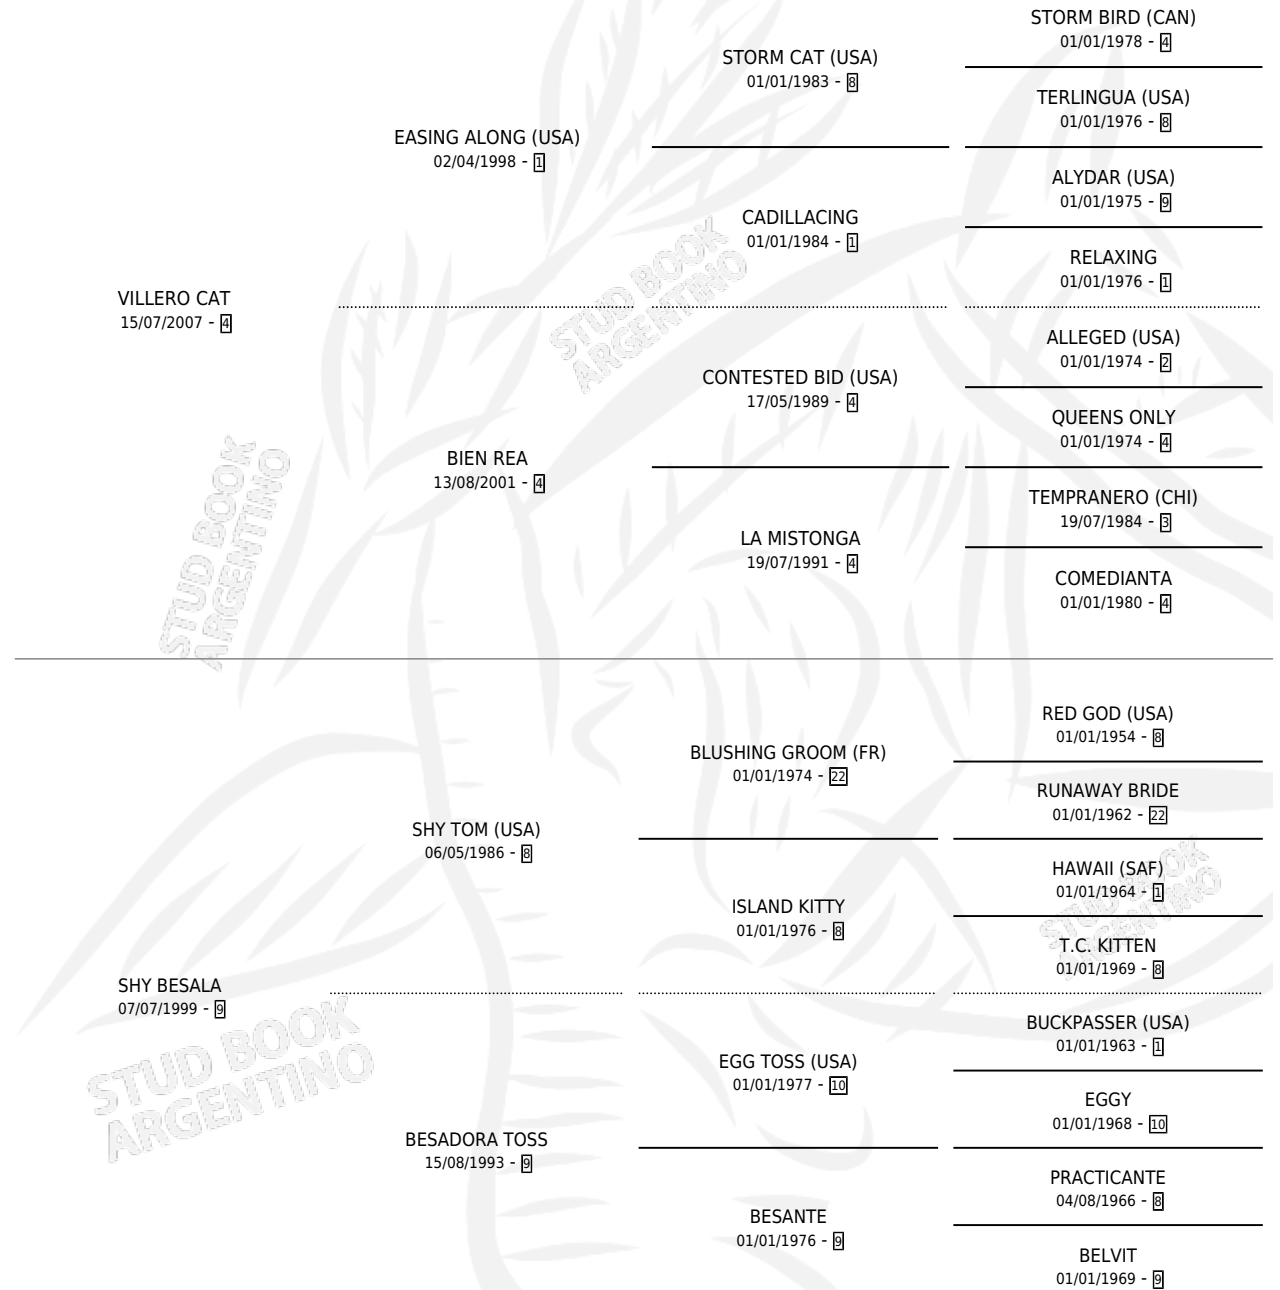 STORM BIRD (CAN)
01/01/1978 - 4
STORM CAT (USA)
01/01/1983 - 8
TERLINGUA (USA)
01/01/1976 - 8
EASING ALONG (USA)
02/04/1998 - 1
ALYDAR (USA)
01/01/1975 - 9
CADILLACING
01/01/1984 - 1
RELAXING
01/01/1976 - 1
VILLERO CAT
15/07/2007 - 4
STUD BOOK
ARGENTINO
ALLEGED (USA)
01/01/1974 - 2
CONTESTED BID (USA)
17/05/1989 - 4
QUEENS ONLY
01/01/1974 - 4
BIEN REA
13/08/2001 - 4
TEMPRANERO (CHI)
19/07/1984 - 3
LA MISTONGA
19/07/1991 - 4
COMEDIANTA
01/01/1980 - 4
STUD BOOK
ARGENTINO
RED GOD (USA)
01/01/1954 - 8
BLUSHING GROOM (FR)
01/01/1974 - 22
RUNAWAY BRIDE
01/01/1962 - 22
SHY TOM (USA)
06/05/1986 - 8
HAWAII (SAF)
01/01/1964 - 1
ISLAND KITTY
01/01/1976 - 8
T.C. KITTEN
01/01/1969 - 8
STUD BOOK
ARGENTINO
SHY BESALA
07/07/1999 - 9
BUCKPASSER (USA)
01/01/1963 - 1
EGG TOSS (USA)
01/01/1977 - 10
EGGY
01/01/1968 - 10
STUD BOOK
ARGENTINO
BESADORA TOSS
15/08/1993 - 9
PRACTICANTE
04/08/1966 - 8
BESANTE
01/01/1976 - 9
BELVIT
01/01/1969 - 9